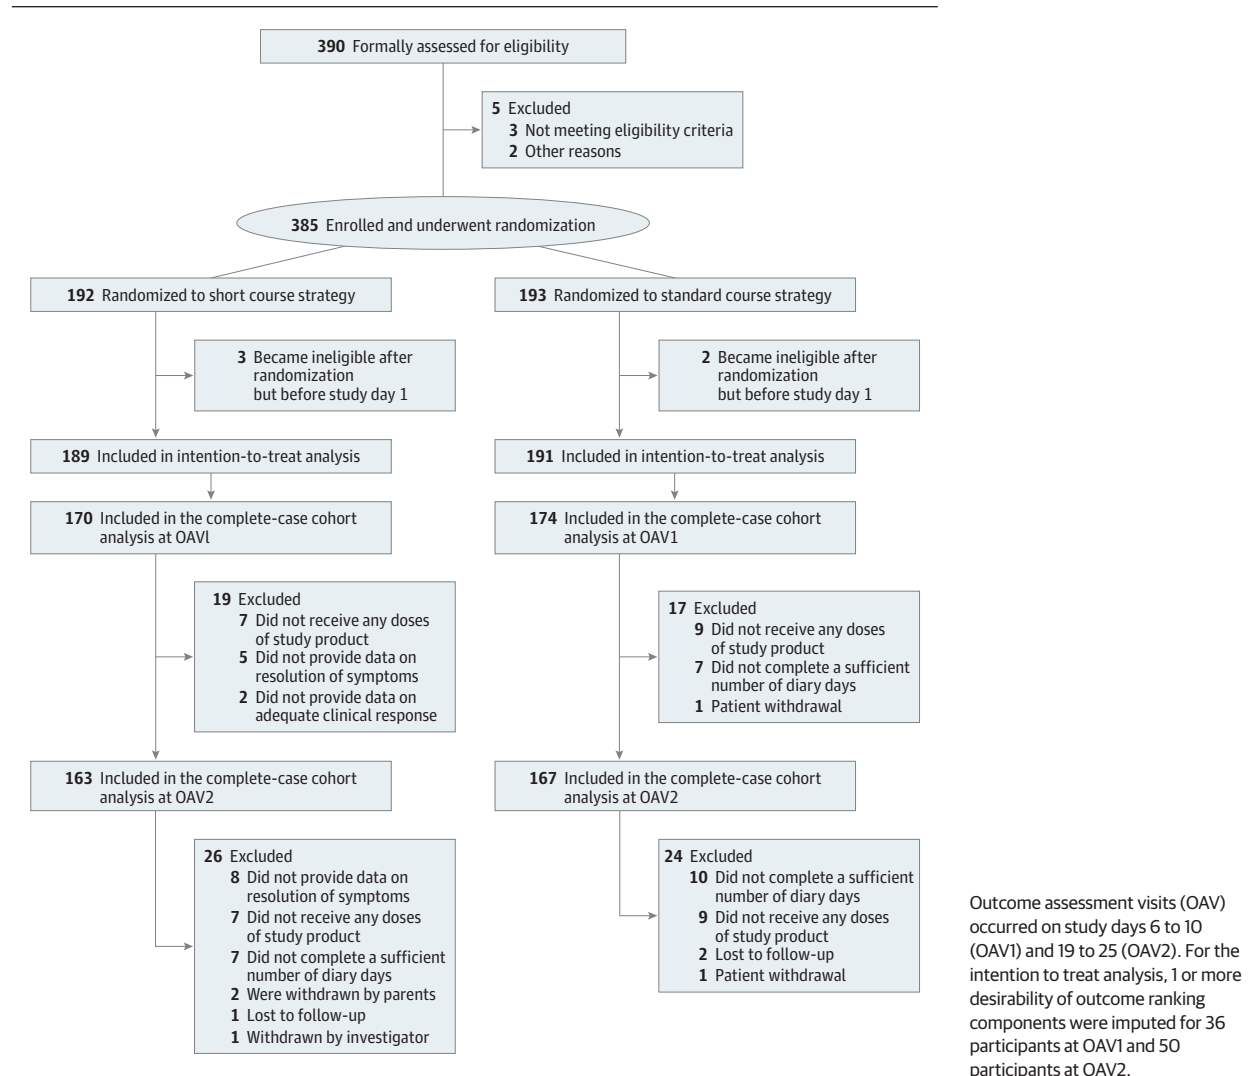 390 Formally assessed for eligibility
5 Excluded
3 Not meeting eligibility criteria
2 Other reasons
385 Enrolled and underwent randomization
192 Randomized to short course strategy
3 Became ineligible after
randomization
but before study day 1
189 Included in intention-to-treat analysis
170 Included in the complete-case cohort
analysis at OAVl
19 Excluded
7 Did not receive any doses
of study product
5 Did not provide data on
resolution of symptoms
2 Did not provide data on
adequate clinical response
163 Included in the complete-case cohort
analysis at OAV2
26 Excluded
8 Did not provide data on
resolution of symptoms
7 Did not receive any doses
of study product
7 Did not complete a sufficient
number of diary days
2 Were withdrawn by parents
1 Lost to follow-up
1 Withdrawn by investigator
193 Randomized to standard course strategy
2 Became ineligible after
randomization
but before study day 1
191 Included in intention-to-treat analysis
174 Included in the complete-case cohort
analysis at OAV1
17 Excluded
9 Did not receive any doses
of study product
7 Did not complete a sufficient
number of diary days
1 Patient withdrawal
167 Included in the complete-case cohort
analysis at OAV2
24 Excluded
10 Did not complete a sufficient
number of diary days
9 Did not receive any doses
of study product
2 Lost to follow-up
1 Patient withdrawal
Outcome assessment visits (OAV)
occurred on study days 6 to 10
(OAV1) and 19 to 25 (OAV2). For the
intention to treat analysis, 1 or more
desirability of outcome ranking
components were imputed for 36
participants at OAV1 and 50
participants at OAV2.